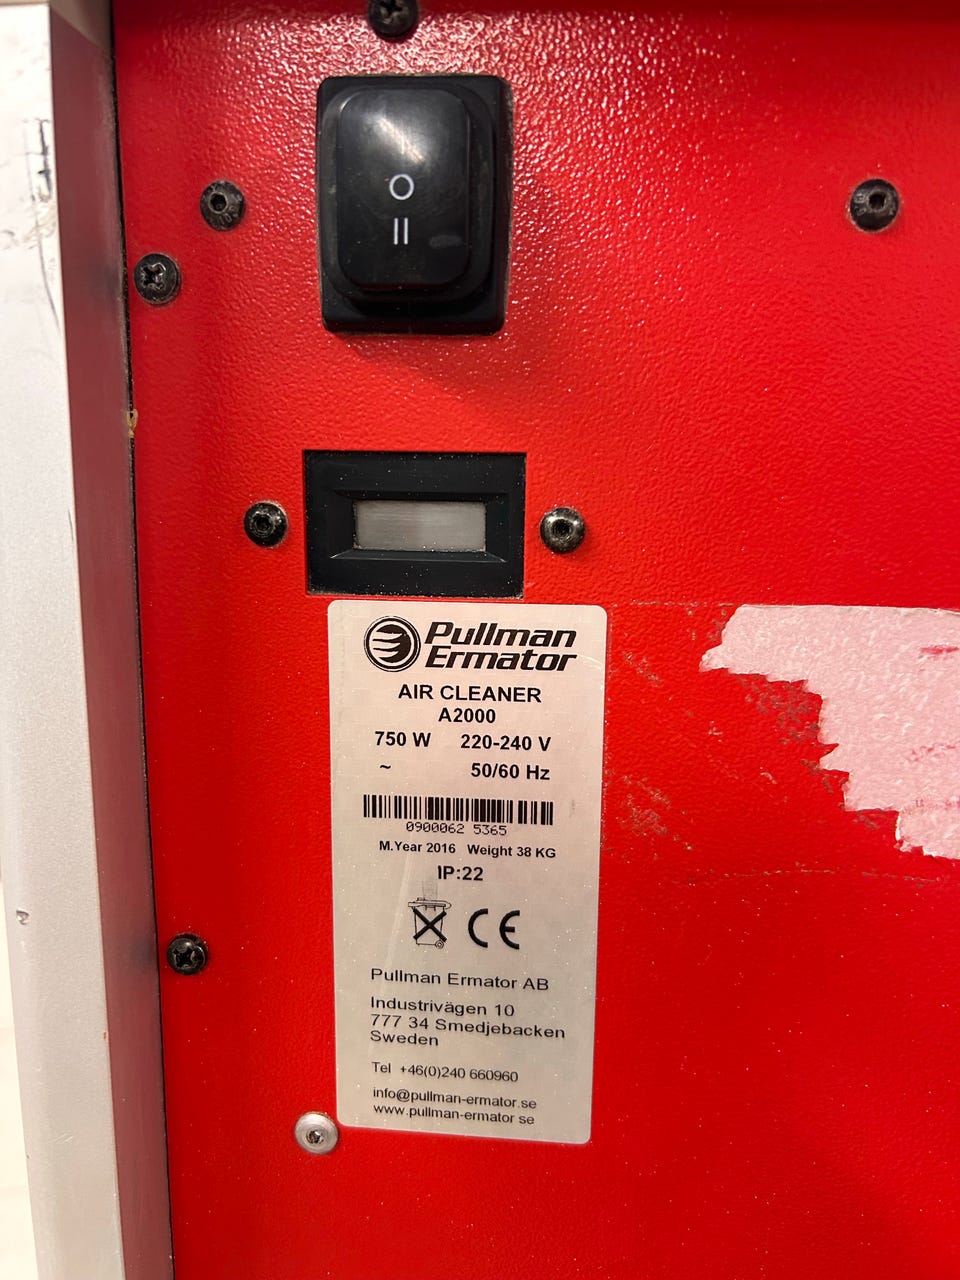 O
II
Pullman
Ermator
AIR CLEANER
A2000
750 W 220-240 V
~ 50/60 Hz
0900062 5365
M.Year 2016 Weight 38 KG
IP:22
CE
Pullman Ermator AB
Industrivägen 10
777 34 Smedjebacken
Sweden
Tel +46(0)240 660960
info@pullman-ermator.se
www.pullman-ermator se